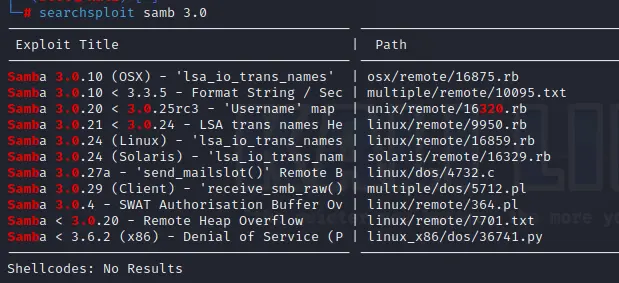 └─# searchsploit samb 3.0
Exploit Title | Path
Samba 3.0.10 (OSX) - 'lsa_io_trans_names' | osx/remote/16875.rb
Samba 3.0.10 < 3.3.5 - Format String / Sec | multiple/remote/10095.txt
Samba 3.0.20 < 3.0.25rc3 - 'Username' map | unix/remote/16320.rb
Samba 3.0.21 < 3.0.24 - LSA trans names He | linux/remote/9950.rb
Samba 3.0.24 (Linux) - 'lsa_io_trans_names | linux/remote/16859.rb
Samba 3.0.24 (Solaris) - 'lsa_io_trans_nam | solaris/remote/16329.rb
Samba 3.0.27a - 'send_mailslot()' Remote B | linux/dos/4732.c
Samba 3.0.29 (Client) - 'receive_smb_raw() | multiple/dos/5712.pl
Samba 3.0.4 - SWAT Authorisation Buffer Ov | linux/remote/364.pl
Samba < 3.0.20 - Remote Heap Overflow | linux/remote/7701.txt
Samba < 3.6.2 (x86) - Denial of Service (P | linux_x86/dos/36741.py
Shellcodes: No Results